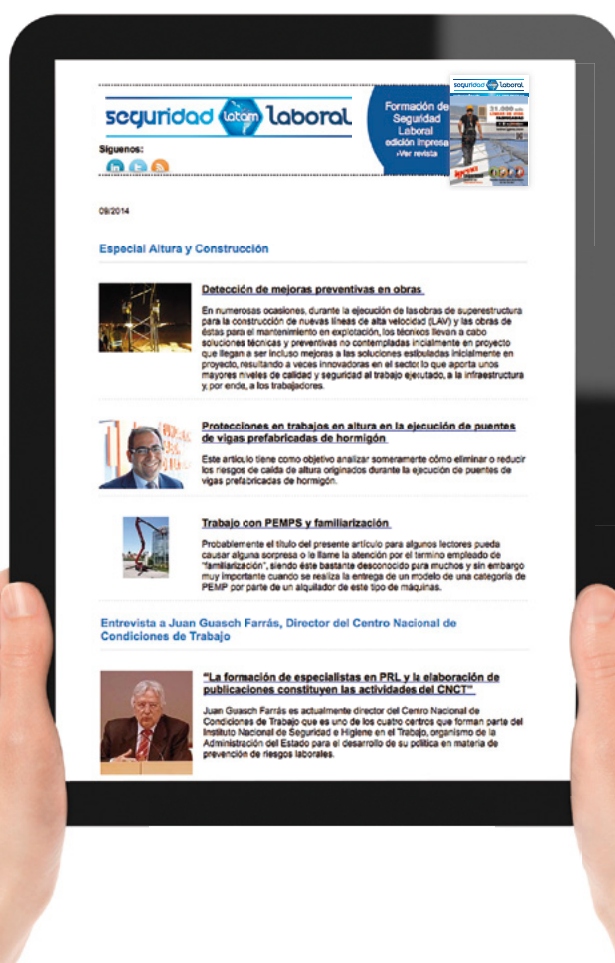 seguridad latam laboral
Formación de
Seguridad
Laboral
edición impresa
›Ver revista
seguridad laboral
31.000
Síguenos:
09/2014
Especial Altura y Construcción
Detección de mejoras preventivas en obras
En numerosas ocasiones, durante la ejecución de lasobras de superestructura
para la construcción de nuevas líneas de alta velocidad (LAV) y las obras de
éstas para el mantenimiento en explotación, los técnicos llevan a cabo
soluciones técnicas y preventivas no contempladas incialmente en proyecto
que llegan a ser incluso mejoras a las soluciones estibuladas inicialmente en
proyecto, resultando a veces innovadoras en el sector, lo que aporta unos
mayores niveles de calidad y seguridad al trabajo ejecutado, a la infraestructura
y, por ende, a los trabajadores.
Protecciones en trabajos en altura en la ejecución de puentes
de vigas prefabricadas de hormigón
Este artículo tiene como objetivo analizar someramente cómo eliminar o reducir
los riesgos de caída de altura originados durante la ejecución de puentes de
vigas prefabricadas de hormigón.
Trabajo con PEMPS y familiarización
Probablemente el título del presente artículo para algunos lectores pueda
causar alguna sorpresa o le llame la atención por el termino empleado de
"familiarización", siendo éste bastante desconocido para muchos y sin embargo
muy importante cuando se realiza la entrega de un modelo de una categoría de
PEMP por parte de un alquilador de este tipo de máquinas.
Entrevista a Juan Guasch Farrás, Director del Centro Nacional de
Condiciones de Trabajo
"La formación de especialistas en PRL y la elaboración de
publicaciones constituyen las actividades del CNCT"
Juan Guasch Farrás es actualmente director del Centro Nacional de
Condiciones de Trabajo que es uno de los cuatro centros que forman parte del
Instituto Nacional de Seguridad e Higiene en el Trabajo, organismo de la
Administración del Estado para el desarrollo de su política en materia de
prevención de riesgos laborales.